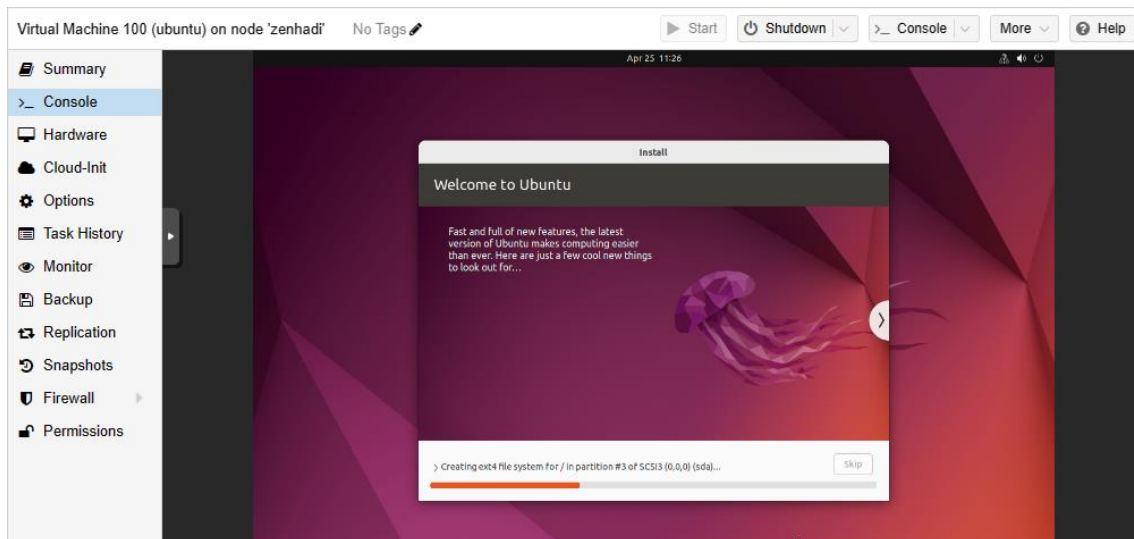 Virtual Machine 100 (ubuntu) on node 'zenhadi' No Tags Start Shutdown >_ Console More Help
Summary
>_ Console
Hardware
Cloud-Init
Options
Task History
Monitor
Backup
Replication
Snapshots
Firewall
Permissions
Apr 25 11:26
Install
Welcome to Ubuntu
Fast and full of new features, the latest
version of Ubuntu makes computing easier
than ever. Here are just a few cool new things
to look out for...
> Creating ext4 file system for / in partition #3 of SCSI3 (0,0,0) (sda)... Skip